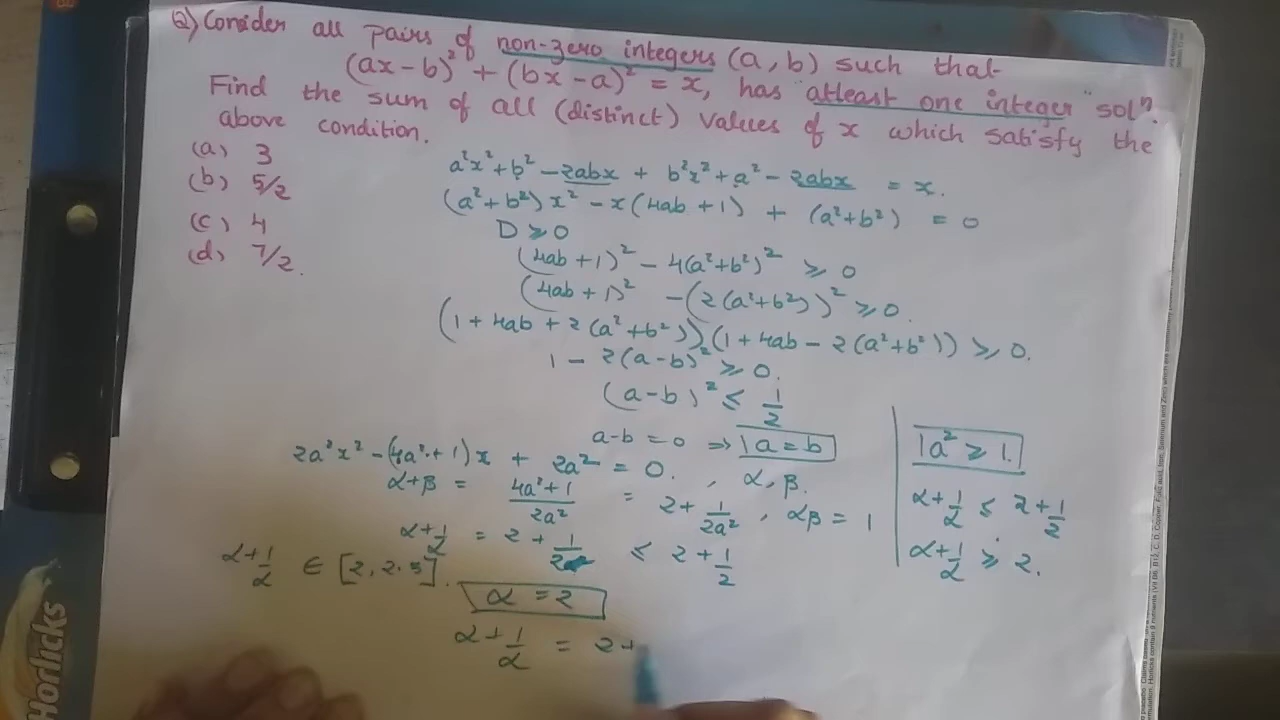 Q) Consider all pairs of non-zero integers (a, b) such that
(ax - b)² + (bx - a)² = x, has atleast one integer "solⁿ.
Find the sum of all (distinct) values of x which satisfy the
above condition.
(a) 3
(b) 5/2
(c) 4
(d) 7/2.
a²x² + b² - 2abx + b²x² + a² - 2abx = x.
(a² + b²) x² - x(4ab + 1) + (a² + b²) = 0
D ≥ 0
(4ab + 1)² - 4(a² + b²)² ≥ 0
(4ab + 1)² - (2(a² + b²))² ≥ 0.
(1 + 4ab + 2(a² + b²)) (1 + 4ab - 2(a² + b²)) ≥ 0.
1 - 2(a - b)² ≥ 0.
(a - b)² ≤ 1/2
a - b = 0 ⇒ a = b
2a²x² - (4a² + 1)x + 2a² = 0. , α, β.
α + β = (4a² + 1)/2a² = 2 + 1/2a² , αβ = 1
α + 1/α = 2 + 1/2a² ≤ 2 + 1/2
α + 1/α ∈ [2, 2.5].
α = 2
α + 1/α = 2 +
a² ≥ 1.
α + 1/α ≤ 2 + 1/2
α + 1/α ≥ 2.
Horlicks